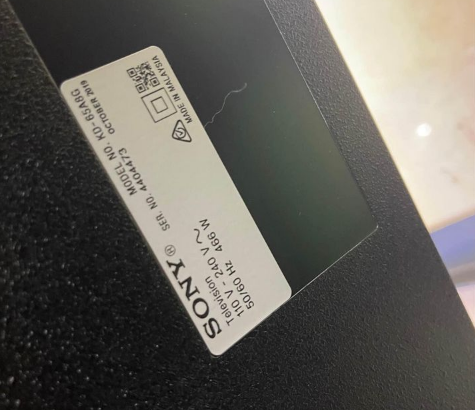 SONY®
Television
110 V - 240 V ~
50/60 Hz 466 W
MODEL NO. KD-65A8G
SER. NO. 4404473 OCTOBER 2019
MADE IN MALAYSIA